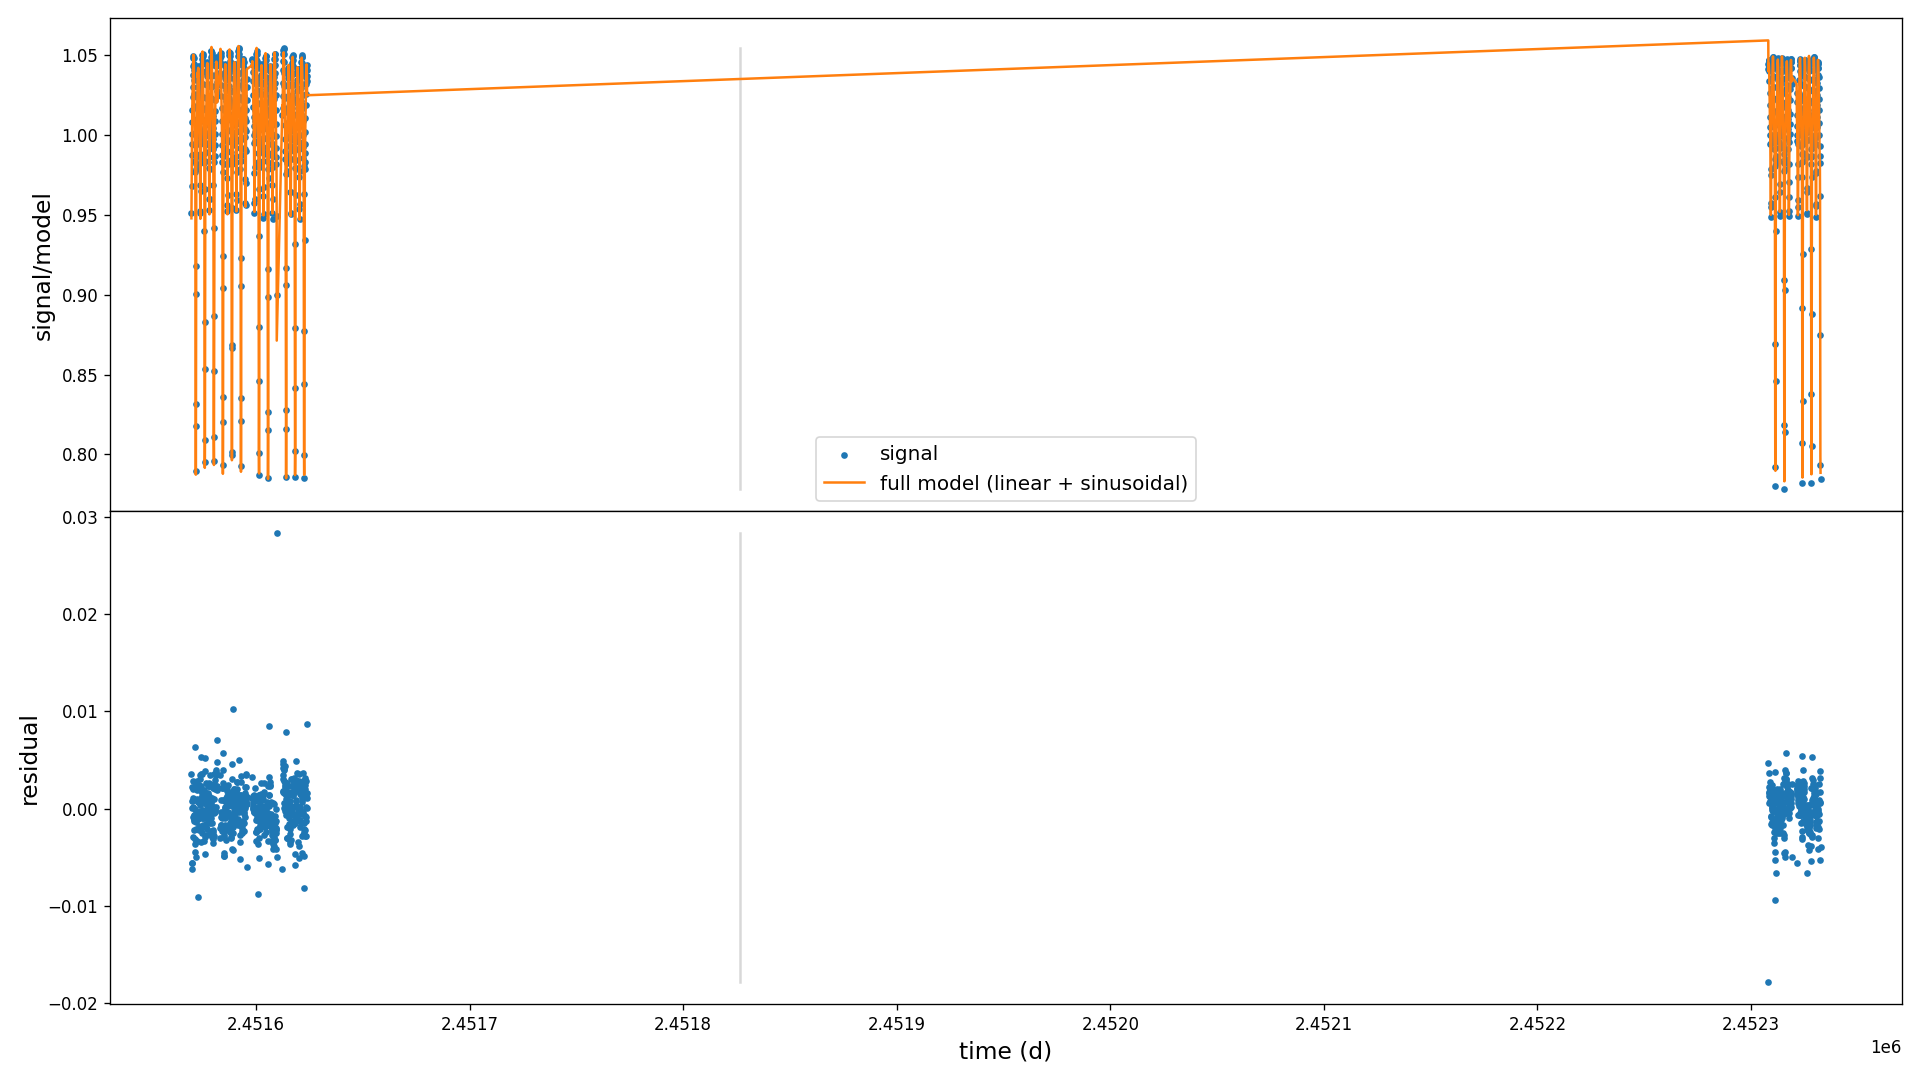 1.05
1.00
0.95
0.90
0.85
0.80
signal/model
signal
full model (linear + sinusoidal)
0.03
0.02
0.01
0.00
−0.01
−0.02
residual
2.4516 2.4517 2.4518 2.4519 2.4520 2.4521 2.4522 2.4523
time (d)
1e6